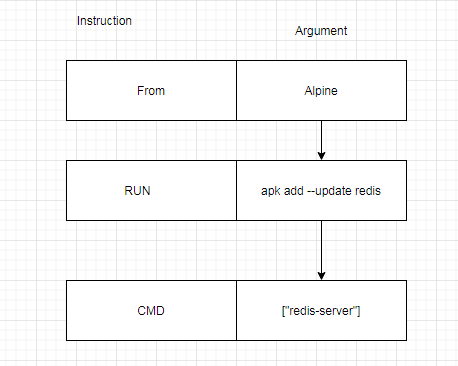 Instruction
Argument
From
Alpine
RUN
apk add --update redis
CMD
["redis-server"]